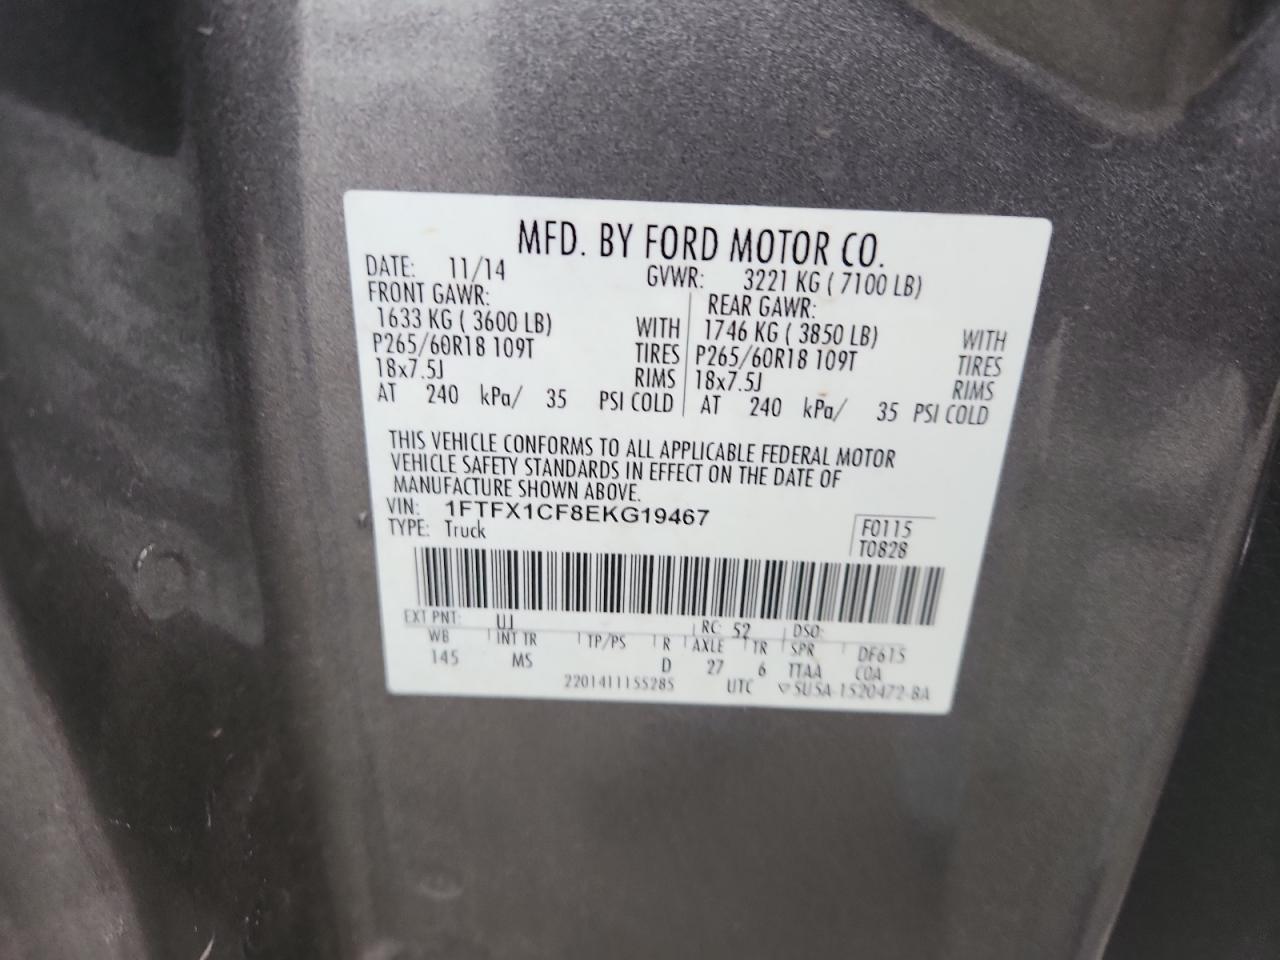 MFD. BY FORD MOTOR CO.
DATE: 11/14 GVWR: 3221 KG ( 7100 LB)
FRONT GAWR: REAR GAWR:
1633 KG ( 3600 LB) WITH 1746 KG ( 3850 LB) WITH
P265/60R18 109T TIRES P265/60R18 109T TIRES
18x7.5J RIMS 18x7.5J RIMS
AT 240 kPa/ 35 PSI COLD AT 240 kPa/ 35 PSI COLD
THIS VEHICLE CONFORMS TO ALL APPLICABLE FEDERAL MOTOR
VEHICLE SAFETY STANDARDS IN EFFECT ON THE DATE OF
MANUFACTURE SHOWN ABOVE.
VIN: 1FTFX1CF8EKG19467 F0115
TYPE: Truck T0828
EXT PNT: UJ RC: 52 DSO:
WB INT TR TP/PS R AXLE TR SPR DF615
145 MS D 27 6 TTAA COA
2201411155285 UTC ▽5U5A-1520472-BA